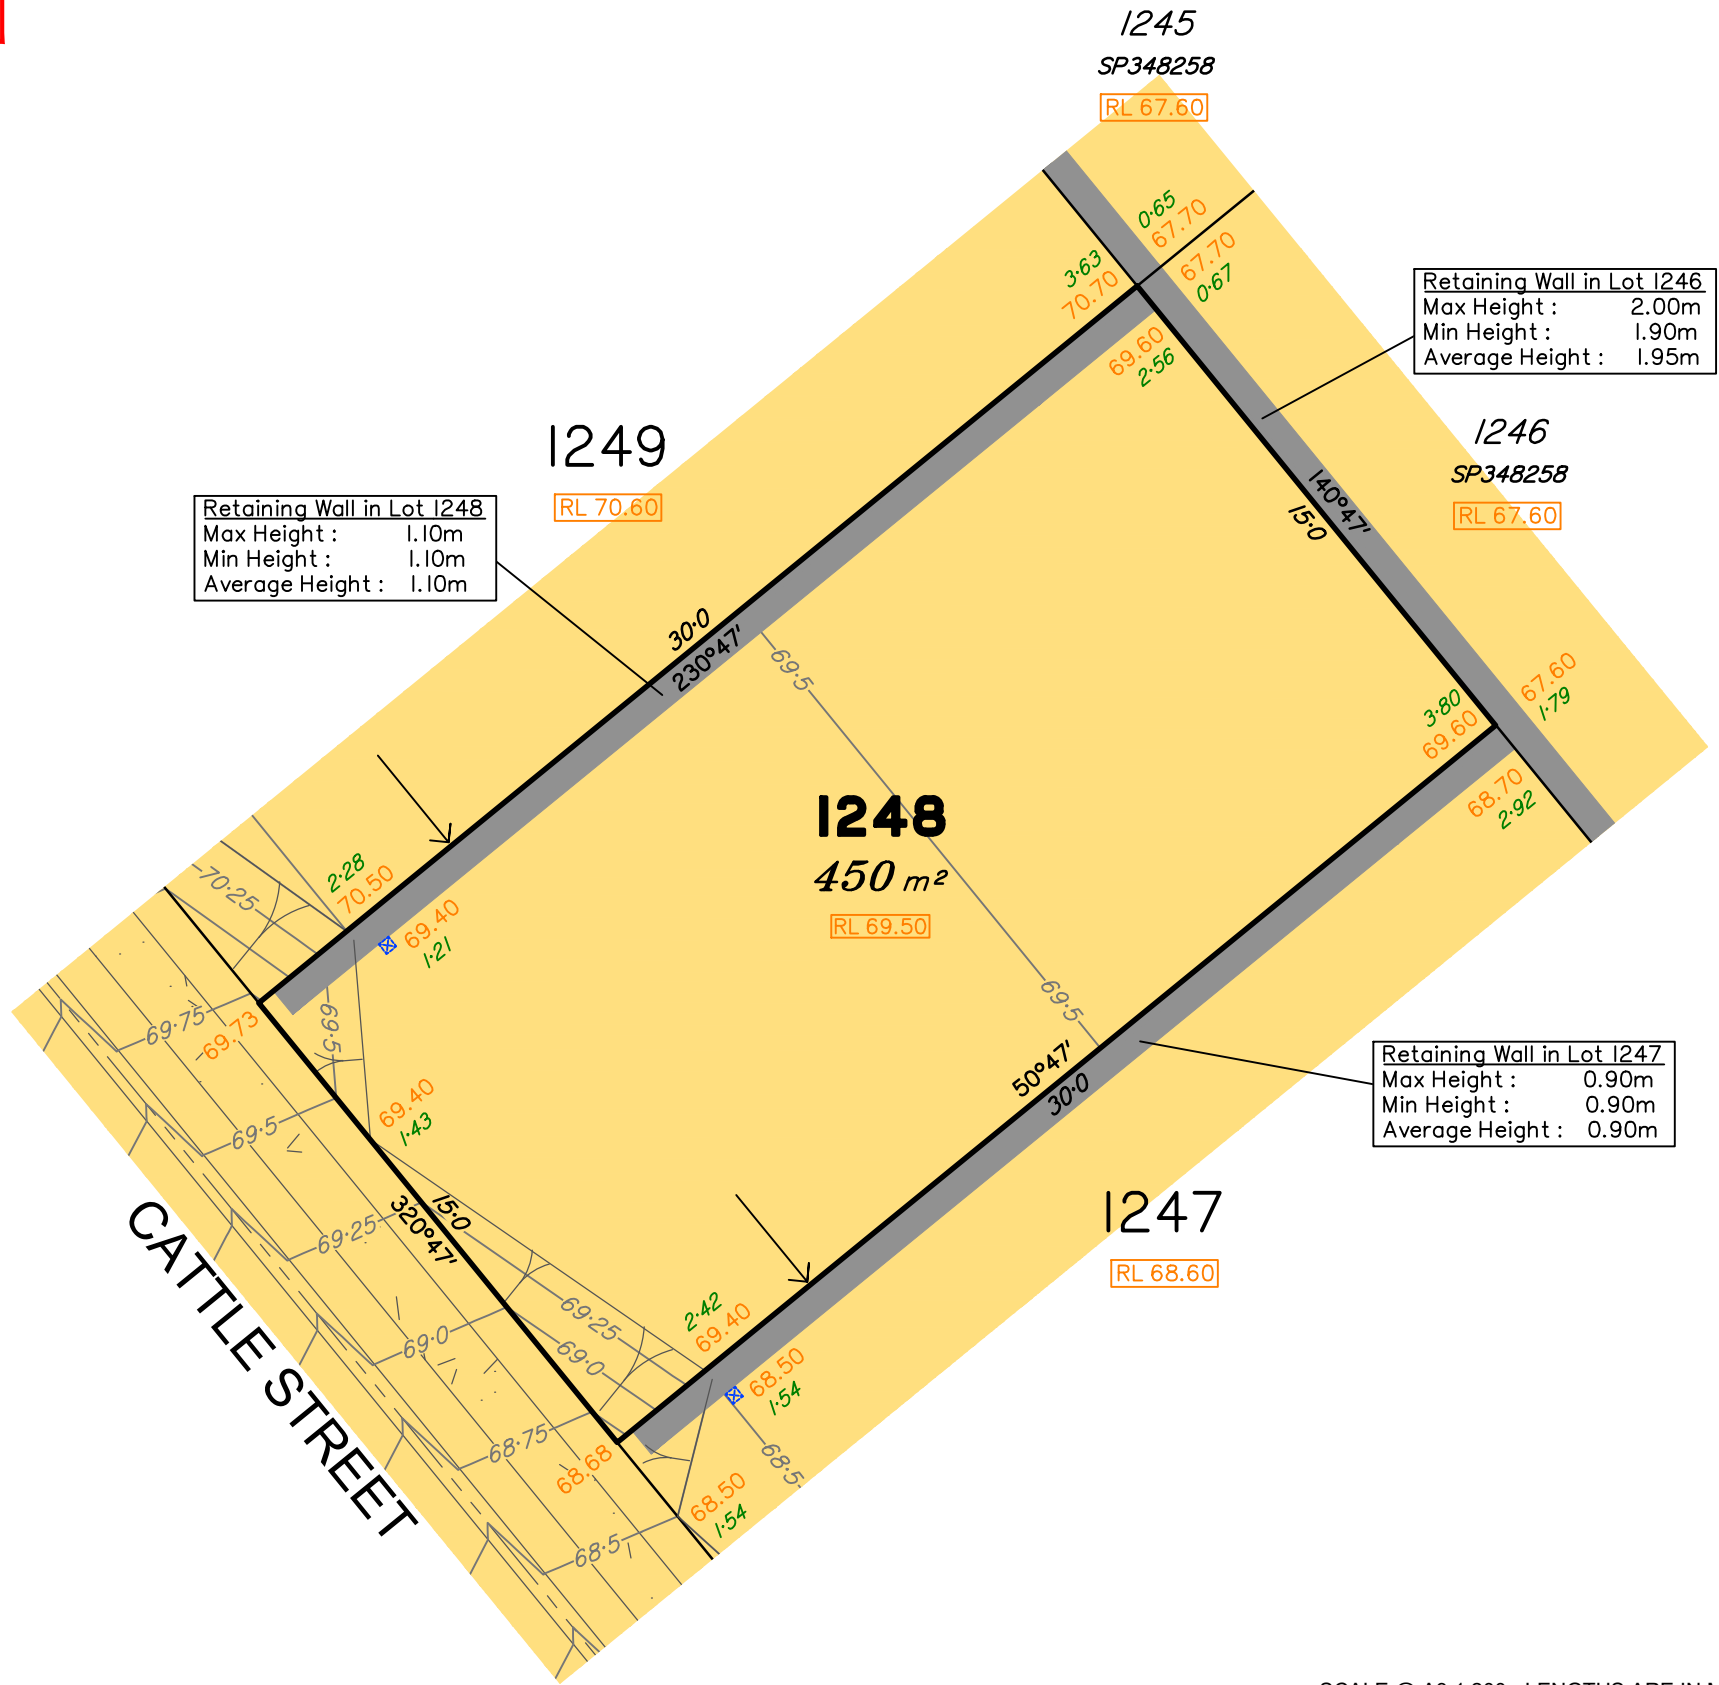 1245
SP348258
RL 67.60
0·65
67.70
67.70
0·67
3·63
70.70
69.60
2·56
Retaining Wall in Lot 1246
Max Height : 2.00m
Min Height : 1.90m
Average Height : 1.95m
1246
SP348258
RL 67.60
1249
RL 70.60
Retaining Wall in Lot 1248
Max Height : 1.10m
Min Height : 1.10m
Average Height : 1.10m
140°47'
15·0
30·0
230°47'
69·5
67.60
1·79
3·80
69.60
68.70
2·92
1248
450 m²
RL 69.50
2·28
70.50
69.40
1·21
70·25
69·75
69.73
69·5
69·5
69.40
1·43
69·5
50°47'
30·0
Retaining Wall in Lot 1247
Max Height : 0.90m
Min Height : 0.90m
Average Height : 0.90m
1247
RL 68.60
15·0
320°47'
69·25
69·0
69·25
69·0
2·42
69.40
68.50
1·54
68·75
68.68
68·5
68.50
1·54
68·5
CATTLE STREET